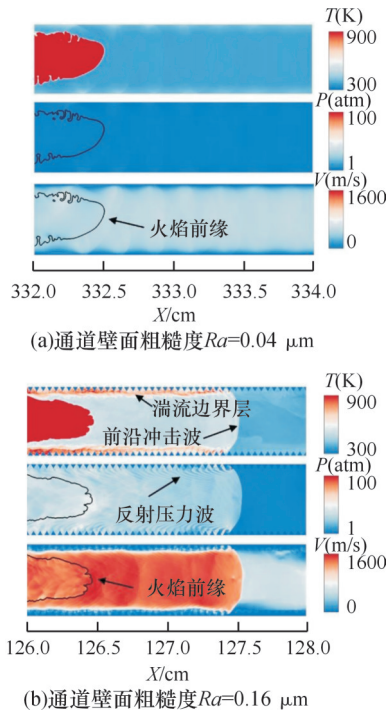 T(K)
900
300
P(atm)
100
1
V(m/s)
1600
0
火焰前缘
332.0 332.5 333.0 333.5 334.0
X/cm
(a)通道壁面粗糙度Ra=0.04 μm
T(K)
900
300
湍流边界层
前沿冲击波
P(atm)
100
1
反射压力波
V(m/s)
1600
0
火焰前缘
126.0 126.5 127.0 127.5 128.0
X/cm
(b)通道壁面粗糙度Ra=0.16 μm